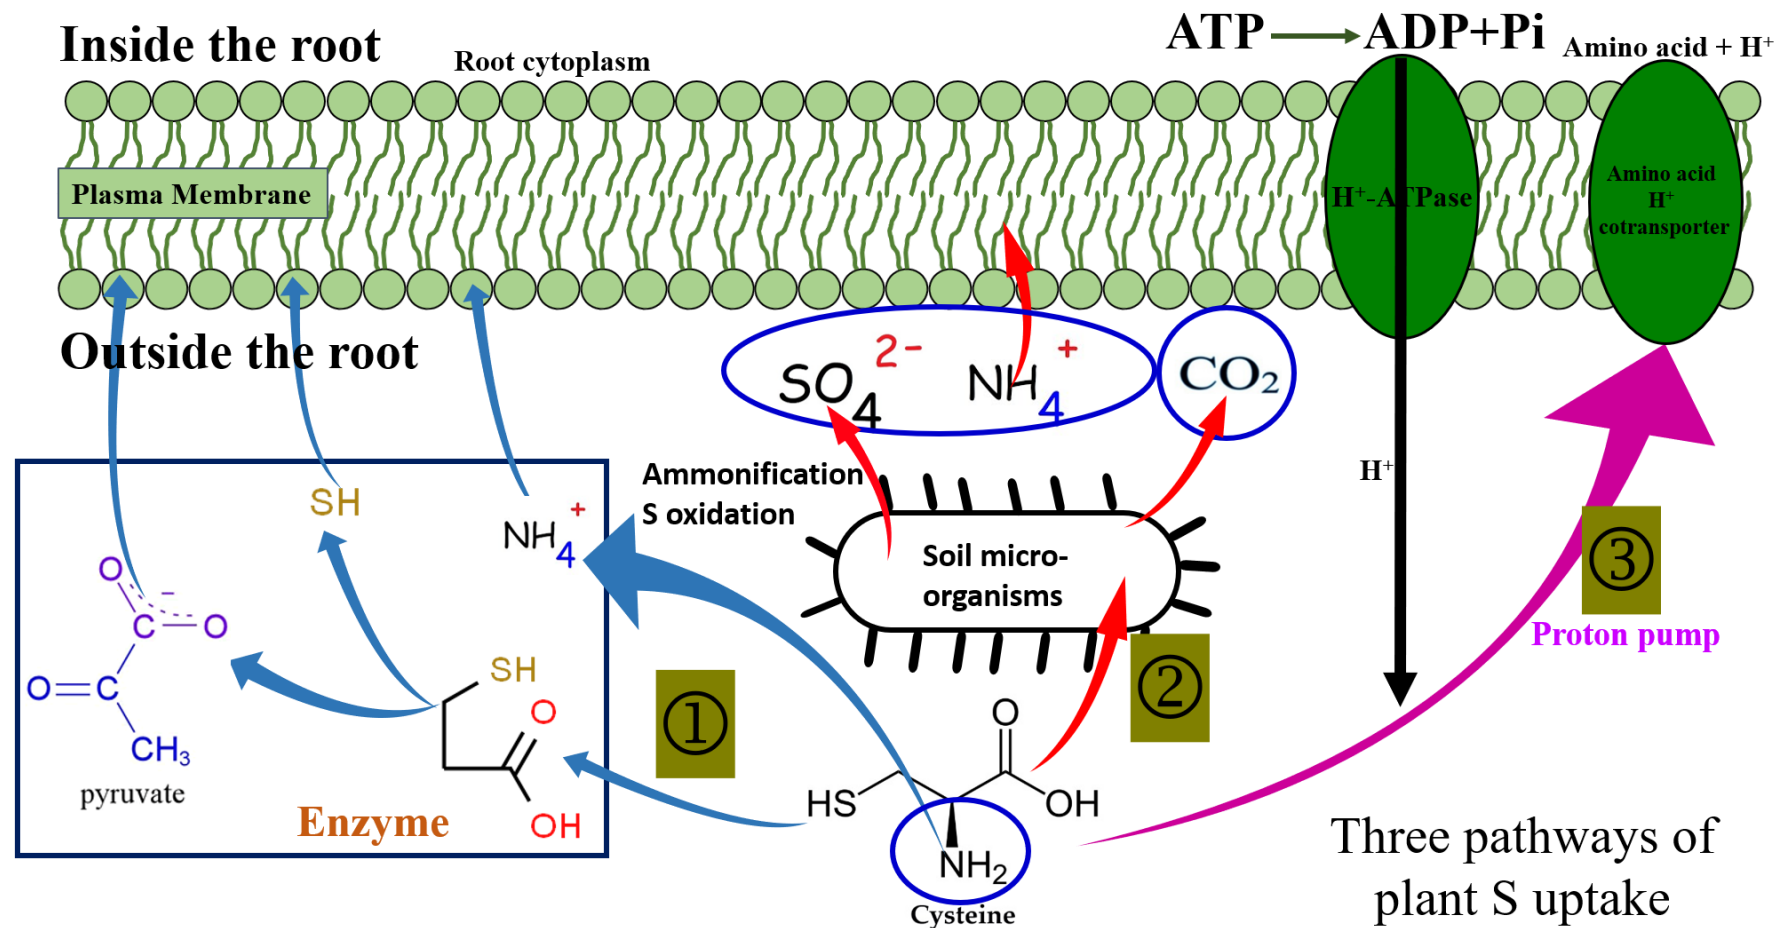 Inside the root
Root cytoplasm
ATP → ADP+Pi
Amino acid + H⁺
Plasma Membrane
H⁺-ATPase
Amino acid
H⁺
cotransporter
Outside the root
SO₄²⁻
NH₄⁺
CO₂
Ammonification
S oxidation
Soil micro-
organisms
H⁺
③
Proton pump
SH
NH₄⁺
O
−
C
O
O
C
CH₃
pyruvate
SH
O
OH
Enzyme
①
②
O
HS
OH
NH₂
Cysteine
Three pathways of
plant S uptake